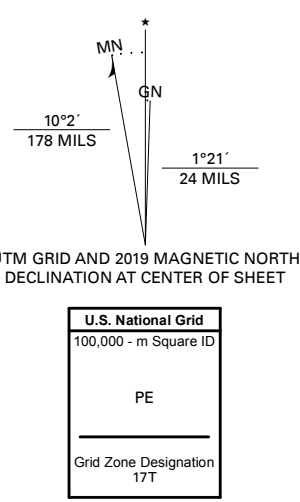 ★
MN
GN
10°2´
178 MILS
1°21´
24 MILS
UTM GRID AND 2019 MAGNETIC NORTH
DECLINATION AT CENTER OF SHEET
U.S. National Grid
100,000 - m Square ID
PE
Grid Zone Designation
17T